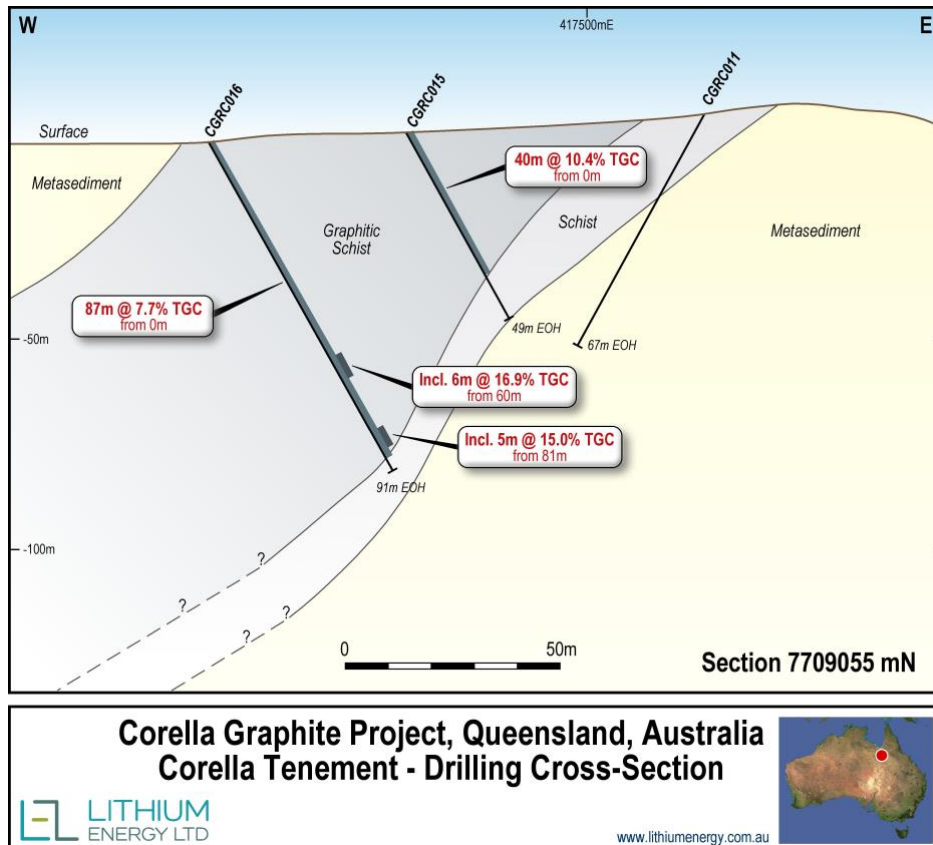 W
417500mE
E
CGRC016
CGRC015
CGRC011
Surface
40m @ 10.4% TGC
from 0m
Metasediment
Graphitic
Schist
Schist
Metasediment
87m @ 7.7% TGC
from 0m
49m EOH
-50m
67m EOH
Incl. 6m @ 16.9% TGC
from 60m
Incl. 5m @ 15.0% TGC
from 81m
91m EOH
-100m
?
?
?
?
0
50m
Section 7709055 mN
Corella Graphite Project, Queensland, Australia
Corella Tenement - Drilling Cross-Section
LEL LITHIUM
ENERGY LTD
www.lithiumenergy.com.au